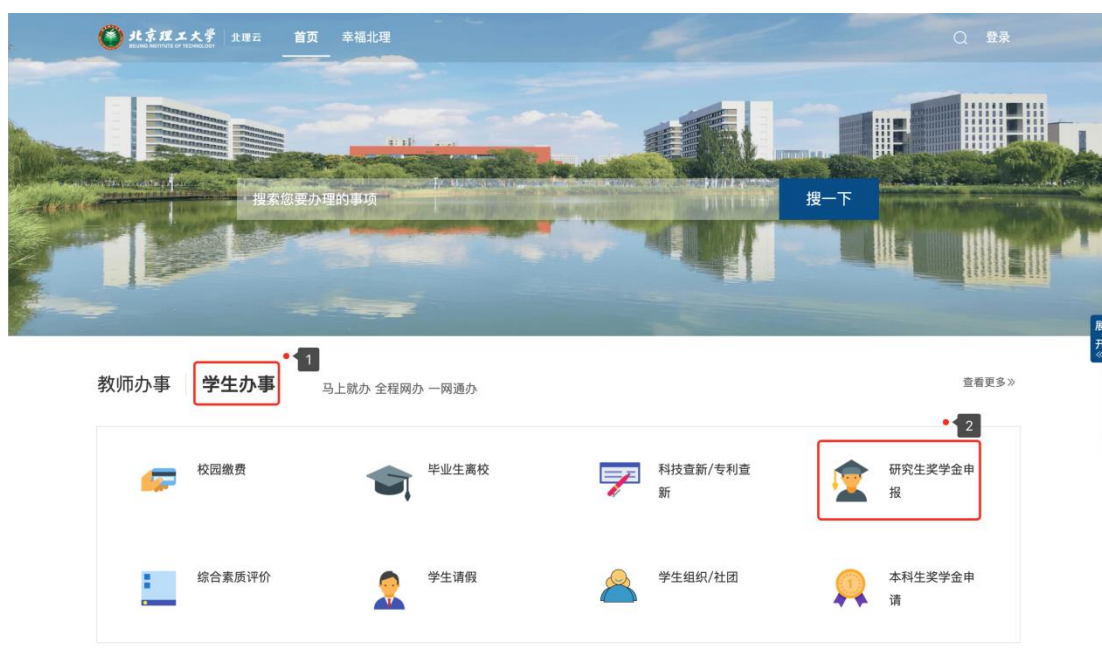 北京理工大学
BEIJING INSTITUTE OF TECHNOLOGY
北理云 首页 幸福北理 登录
搜索您要办理的事项 搜一下
展
开
《
1
教师办事 学生办事 马上就办 全程网办 一网通办 查看更多》
2
校园缴费
毕业生离校
科技查新/专利查
新
研究生奖学金申
报
综合素质评价
学生请假
学生组织/社团
本科生奖学金申
请